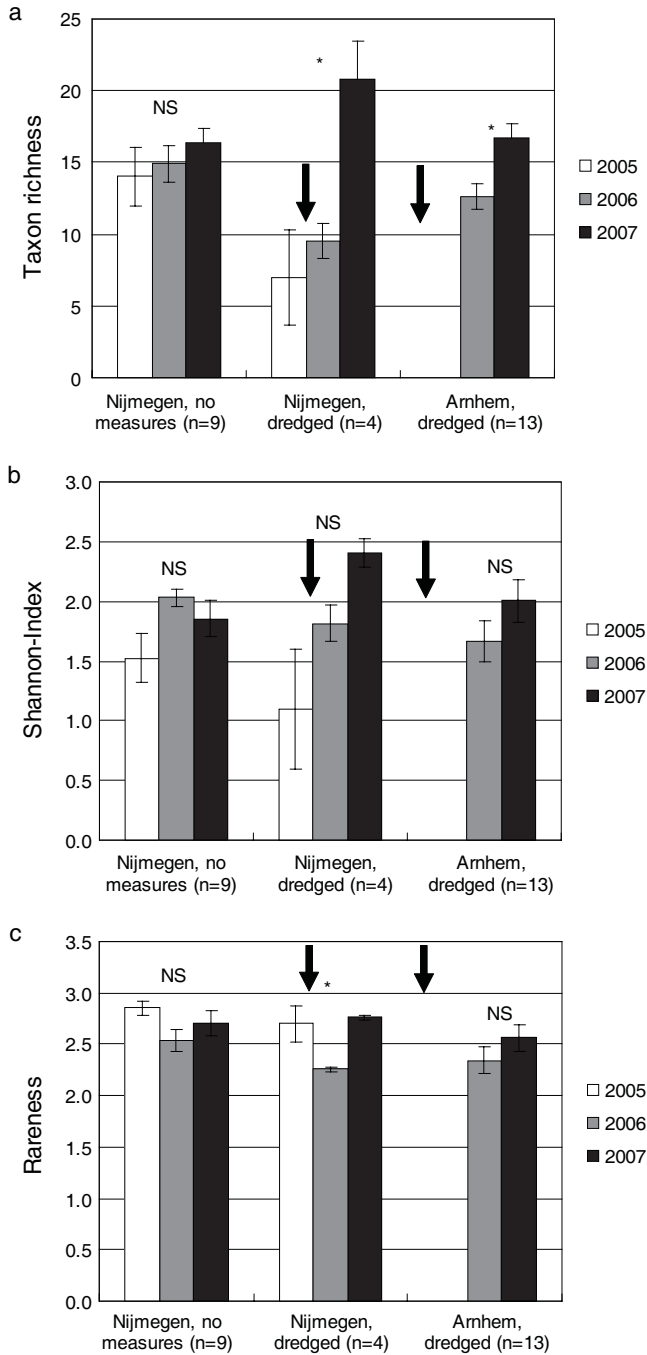 a
25
20
15
10
5
0
Taxon richness
NS
*
*
2005
2006
2007
Nijmegen, no measures (n=9)
Nijmegen, dredged (n=4)
Arnhem, dredged (n=13)
b
3.0
2.5
2.0
1.5
1.0
0.5
0.0
Shannon-Index
NS
NS
NS
2005
2006
2007
Nijmegen, no measures (n=9)
Nijmegen, dredged (n=4)
Arnhem, dredged (n=13)
c
3.5
3.0
2.5
2.0
1.5
1.0
0.5
0.0
Rareness
NS
*
NS
2005
2006
2007
Nijmegen, no measures (n=9)
Nijmegen, dredged (n=4)
Arnhem, dredged (n=13)